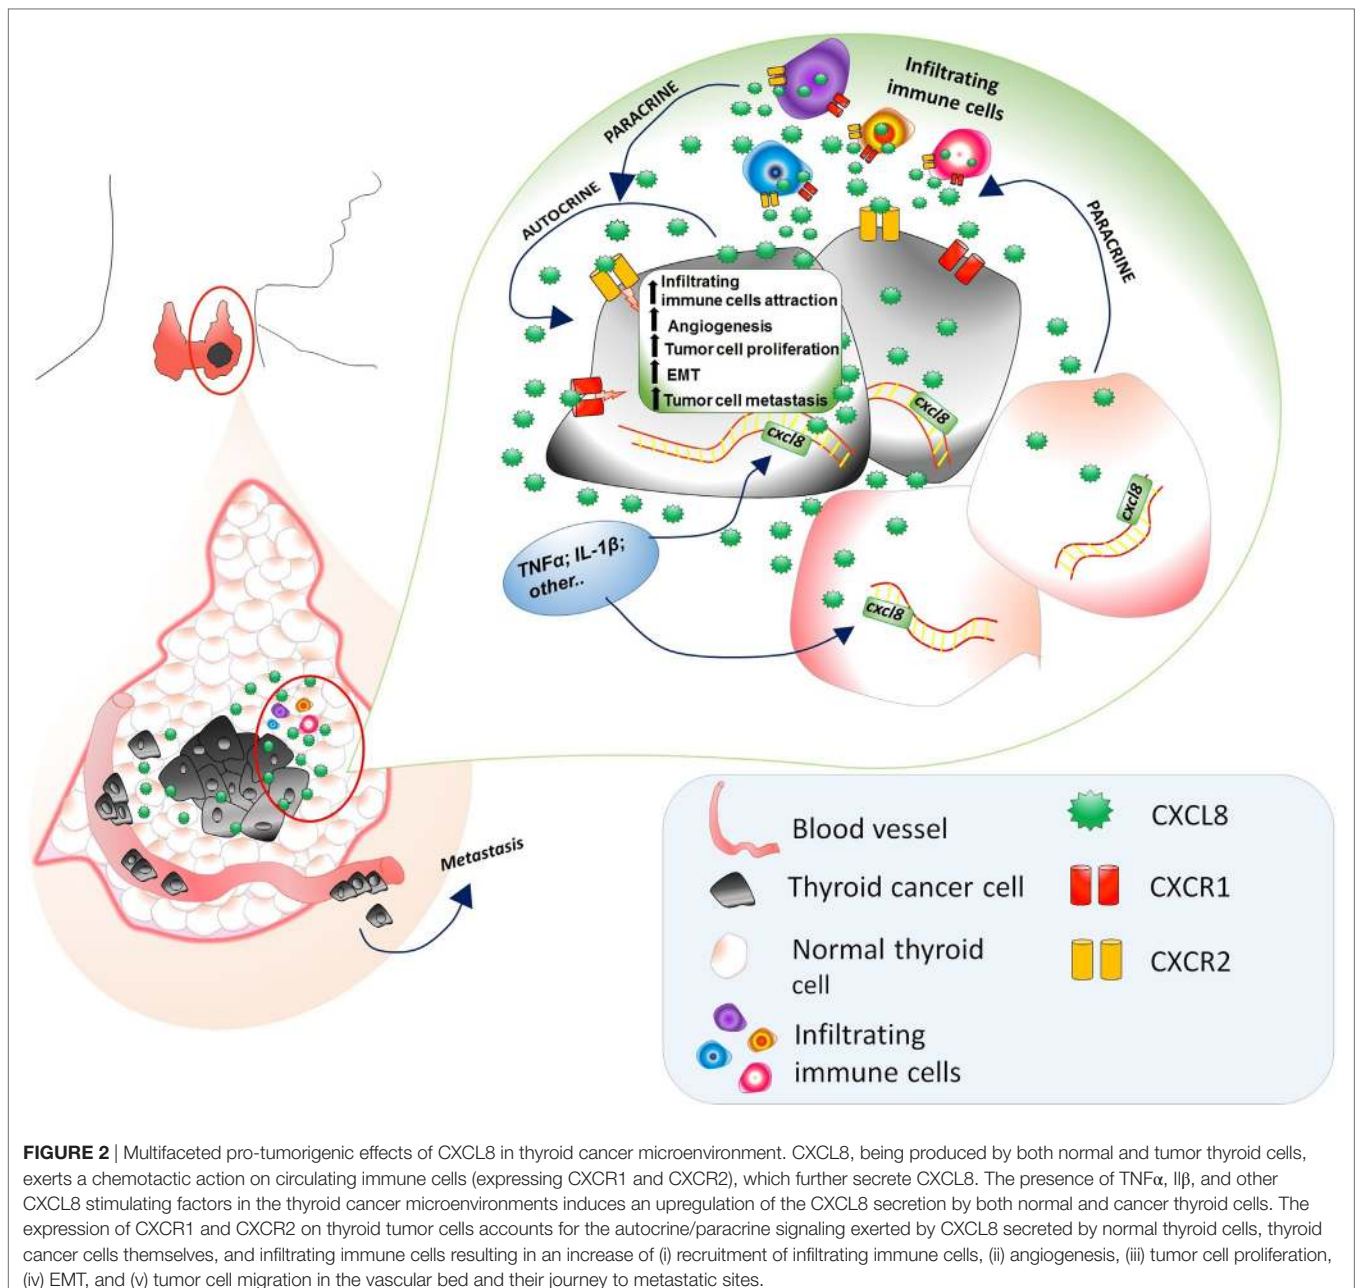 Infiltrating
immune cells
PARACRINE
AUTOCRINE
PARACRINE
Infiltrating
immune cells attraction
Angiogenesis
Tumor cell proliferation
EMT
Tumor cell metastasis
cxcl8
cxcl8
cxcl8
cxcl8
TNFα; IL-1β;
other..
Metastasis
Blood vessel
Thyroid cancer cell
Normal thyroid
cell
Infiltrating
immune cells
CXCL8
CXCR1
CXCR2
FIGURE 2 | Multifaceted pro-tumorigenic effects of CXCL8 in thyroid cancer microenvironment. CXCL8, being produced by both normal and tumor thyroid cells,
exerts a chemotactic action on circulating immune cells (expressing CXCR1 and CXCR2), which further secrete CXCL8. The presence of TNFα, Ilβ, and other
CXCL8 stimulating factors in the thyroid cancer microenvironments induces an upregulation of the CXCL8 secretion by both normal and cancer thyroid cells. The
expression of CXCR1 and CXCR2 on thyroid tumor cells accounts for the autocrine/paracrine signaling exerted by CXCL8 secreted by normal thyroid cells, thyroid
cancer cells themselves, and infiltrating immune cells resulting in an increase of (i) recruitment of infiltrating immune cells, (ii) angiogenesis, (iii) tumor cell proliferation,
(iv) EMT, and (v) tumor cell migration in the vascular bed and their journey to metastatic sites.